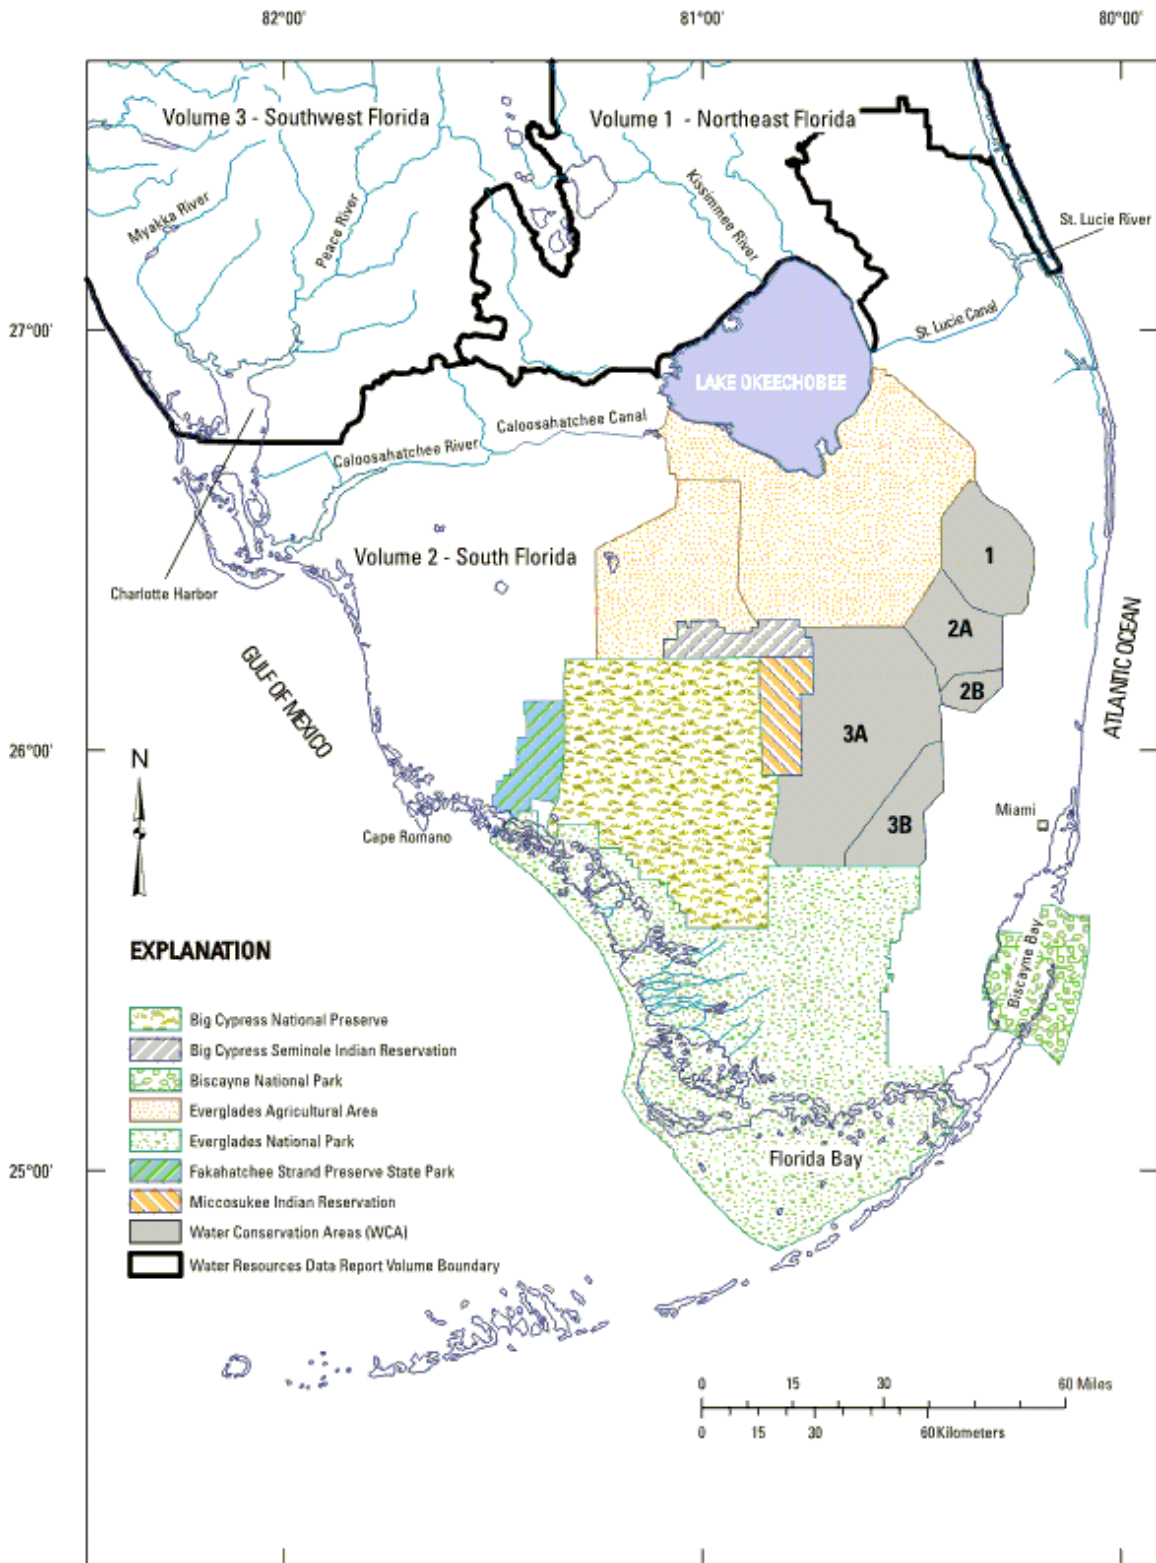 82°00'
81°00'
80°00'
Volume 3 - Southwest Florida
Volume 1 - Northeast Florida
Myakka River
Peace River
Kissimmee River
St. Lucie River
27°00'
St. Lucie Canal
LAKE OKEECHOBEE
Caloosahatchee River
Caloosahatchee Canal
Volume 2 - South Florida
1
Charlotte Harbor
2A
GULF OF MEXICO
ATLANTIC OCEAN
2B
26°00'
N
3A
Miami
3B
Cape Romano
Biscayne Bay
EXPLANATION
Big Cypress National Preserve
Big Cypress Seminole Indian Reservation
Biscayne National Park
Everglades Agricultural Area
Everglades National Park
Fakahatchee Strand Preserve State Park
Miccosukee Indian Reservation
Water Conservation Areas (WCA)
Water Resources Data Report Volume Boundary
25°00'
Florida Bay
0 15 30 60 Miles
0 15 30 60 Kilometers